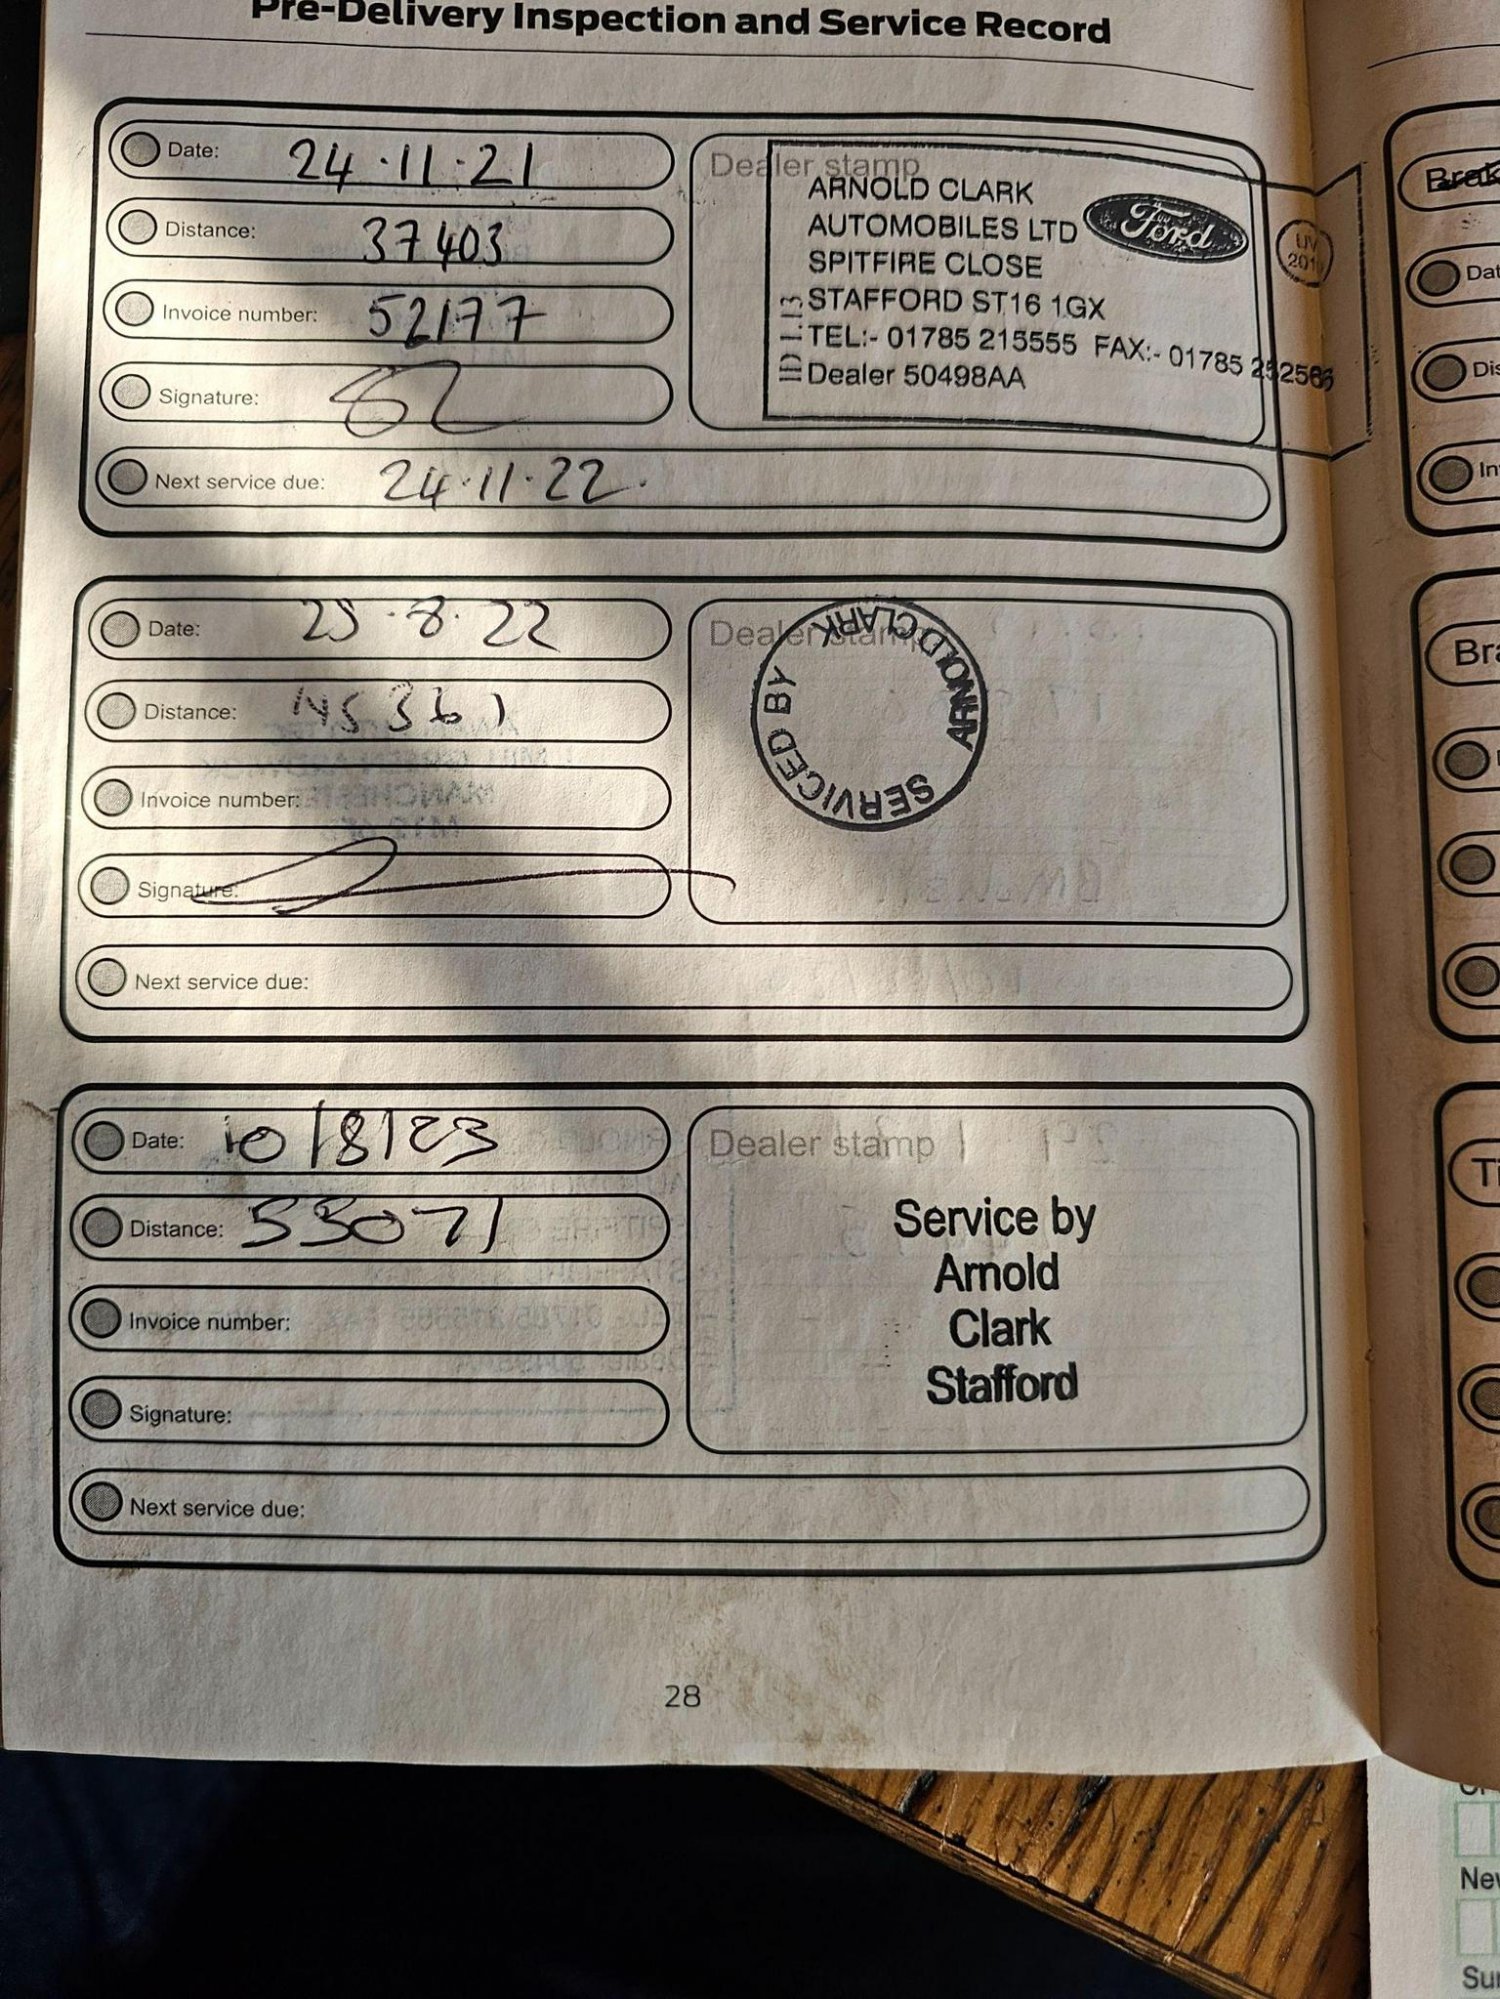 Pre-Delivery Inspection and Service Record
Date: 24.11.21
Distance: 37403
Invoice number: 52177
Signature:
Next service due: 24.11.22.
Dealer stamp
ARNOLD CLARK
AUTOMOBILES LTD
SPITFIRE CLOSE
STAFFORD ST16 1GX
TEL:- 01785 215555 FAX:- 01785 252566
Dealer 50498AA
Ford
Date: 25.8.22
Distance: 45361
Invoice number:
Signature:
Next service due:
Dealer stamp
SERVICED BY ARNOLD CLARK
Date: 10/8/23
Distance: 53071
Invoice number:
Signature:
Next service due:
Dealer stamp
Service by
Arnold
Clark
Stafford
28